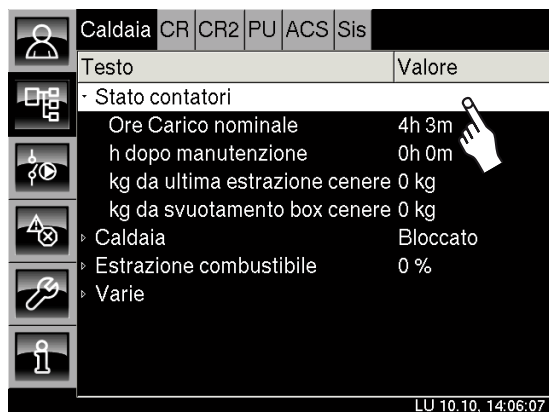 Caldaia CR CR2 PU ACS Sis
Testo Valore
Stato contatori
Ore Carico nominale 4h 3m
h dopo manutenzione 0h 0m
kg da ultima estrazione cenere 0 kg
kg da svuotamento box cenere 0 kg
Caldaia Bloccato
Estrazione combustibile 0 %
Varie
LU 10.10, 14:06:07